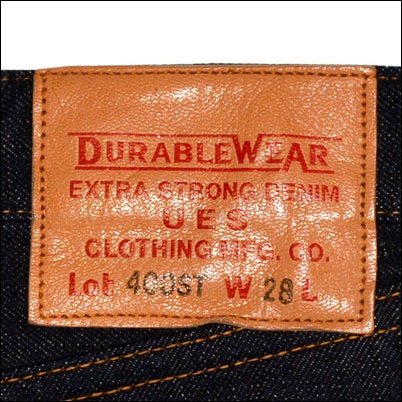 DURABLEWEAR
EXTRA STRONG DENIM
UES
CLOTHING MFG. CO.
Lot 400ST W 28 L